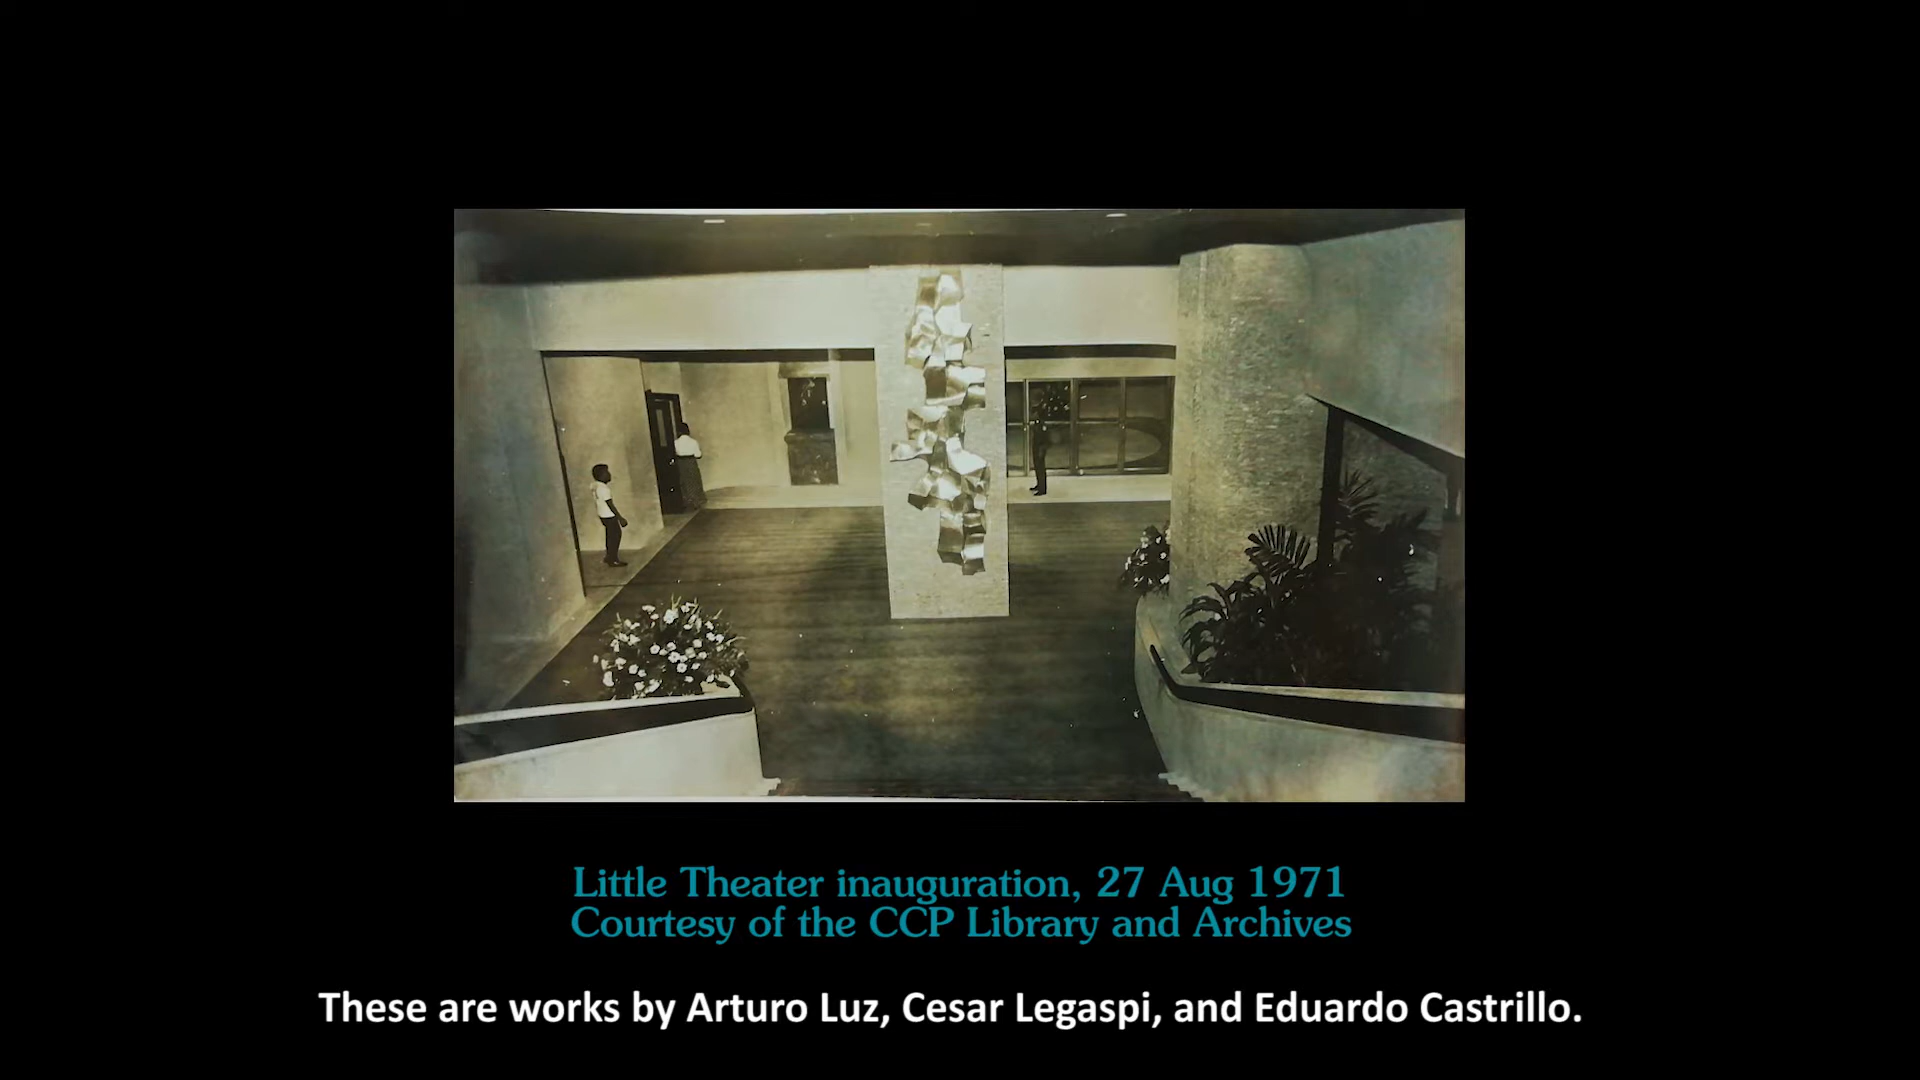 Little Theater inauguration, 27 Aug 1971
Courtesy of the CCP Library and Archives
These are works by Arturo Luz, Cesar Legaspi, and Eduardo Castrillo.